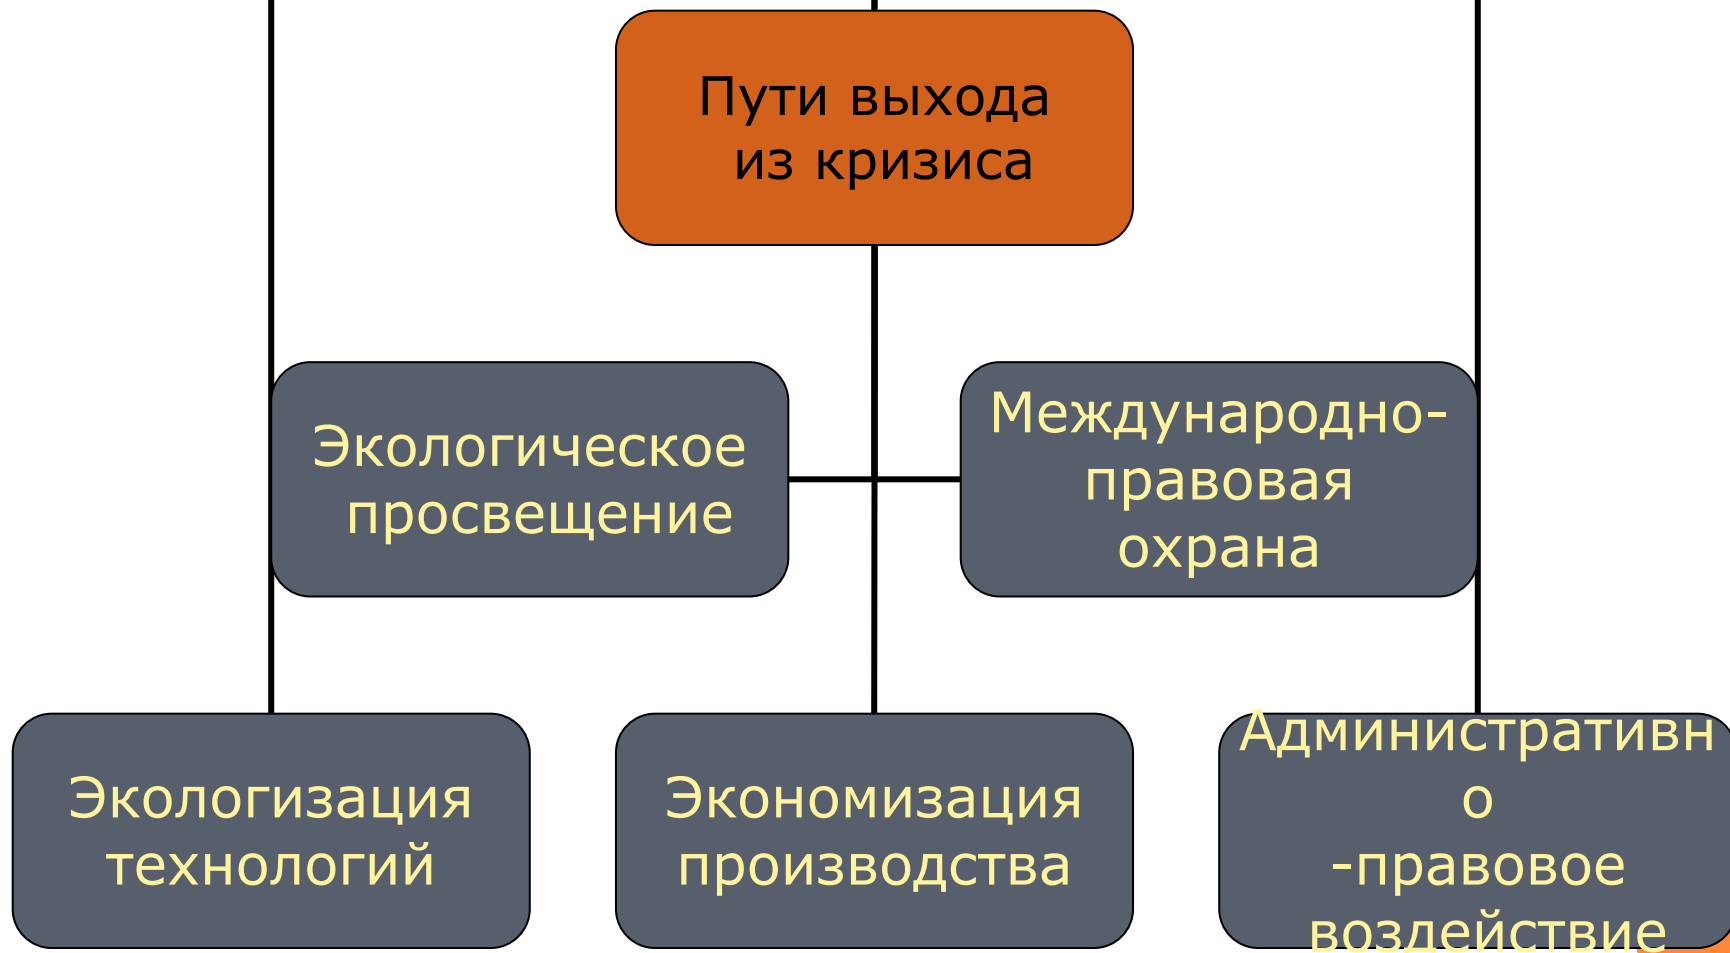 Пути выхода
из кризиса
Экологическое
просвещение
Международно-
правовая
охрана
Экологизация
технологий
Экономизация
производства
Административн
о
-правовое
воздействие